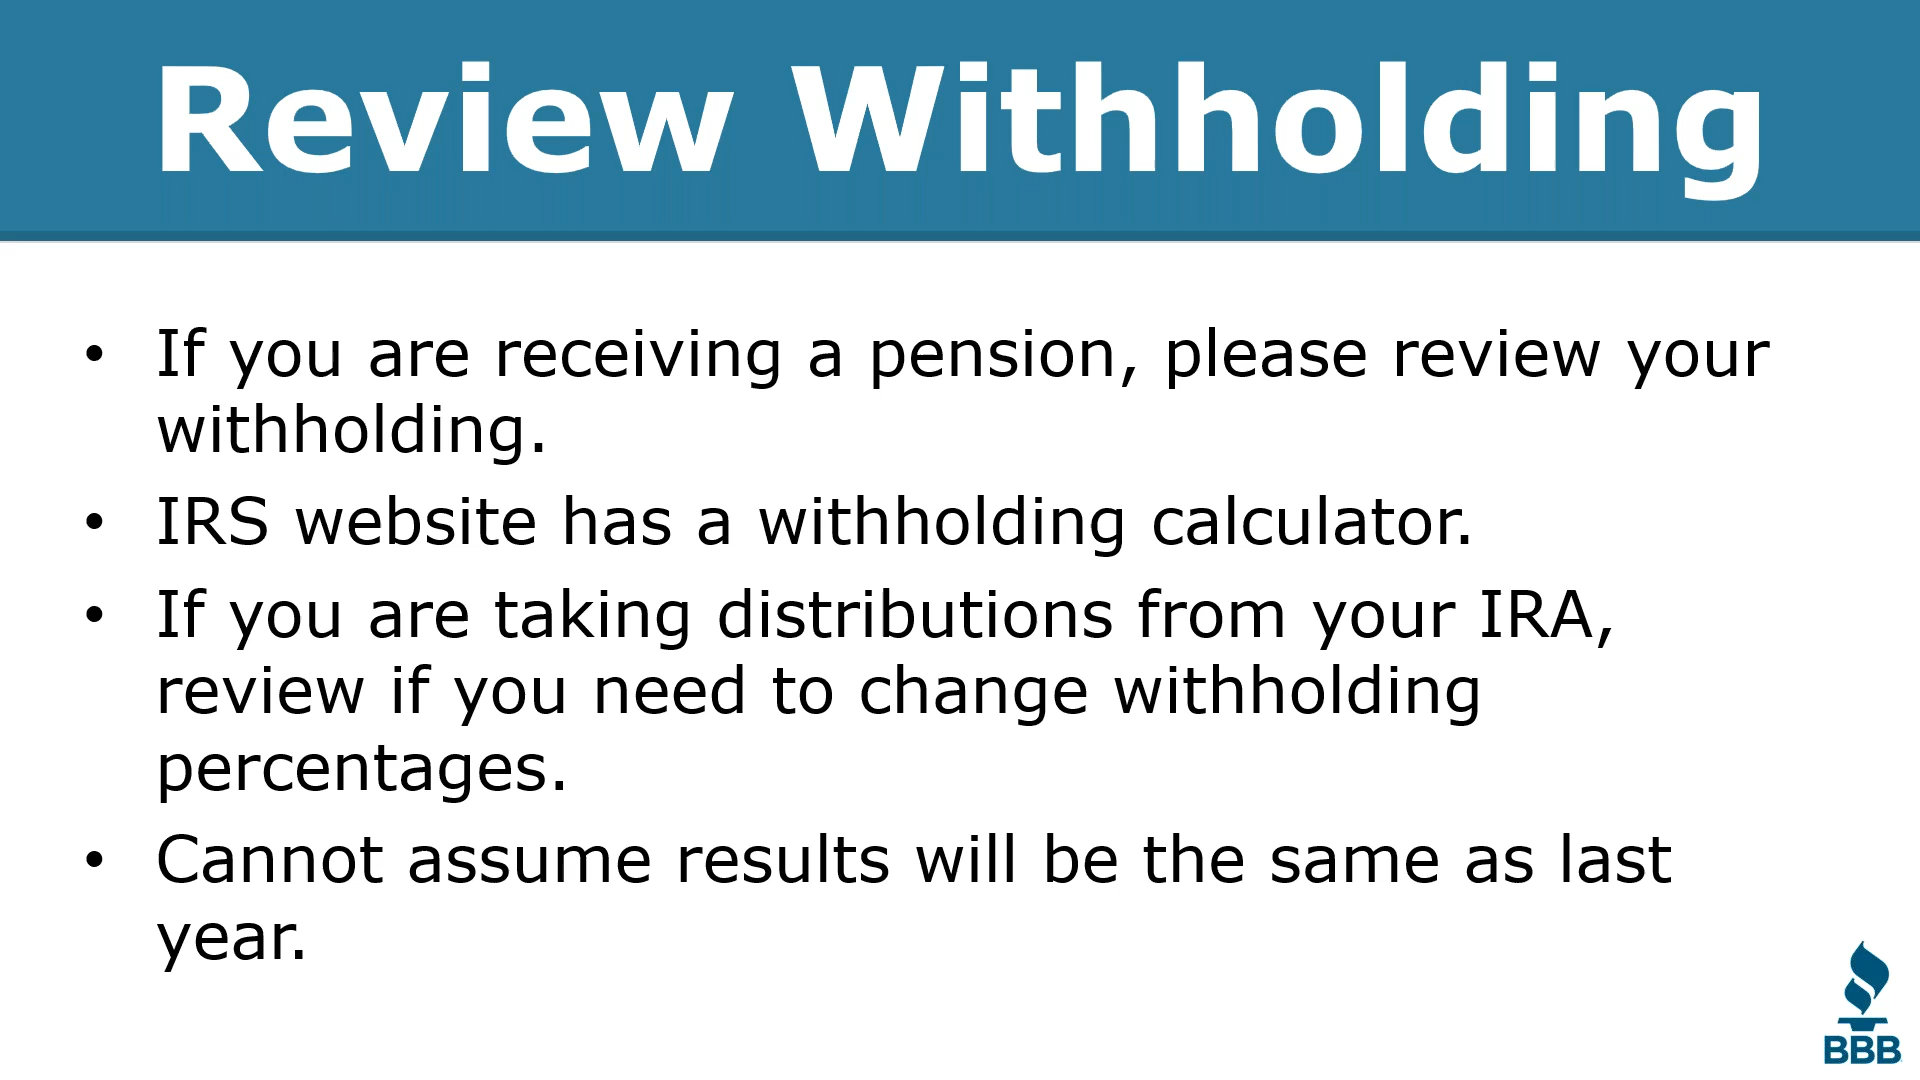 Review Withholding
• If you are receiving a pension, please review your
withholding.
• IRS website has a withholding calculator.
• If you are taking distributions from your IRA,
review if you need to change withholding
percentages.
• Cannot assume results will be the same as last
year.
BBB